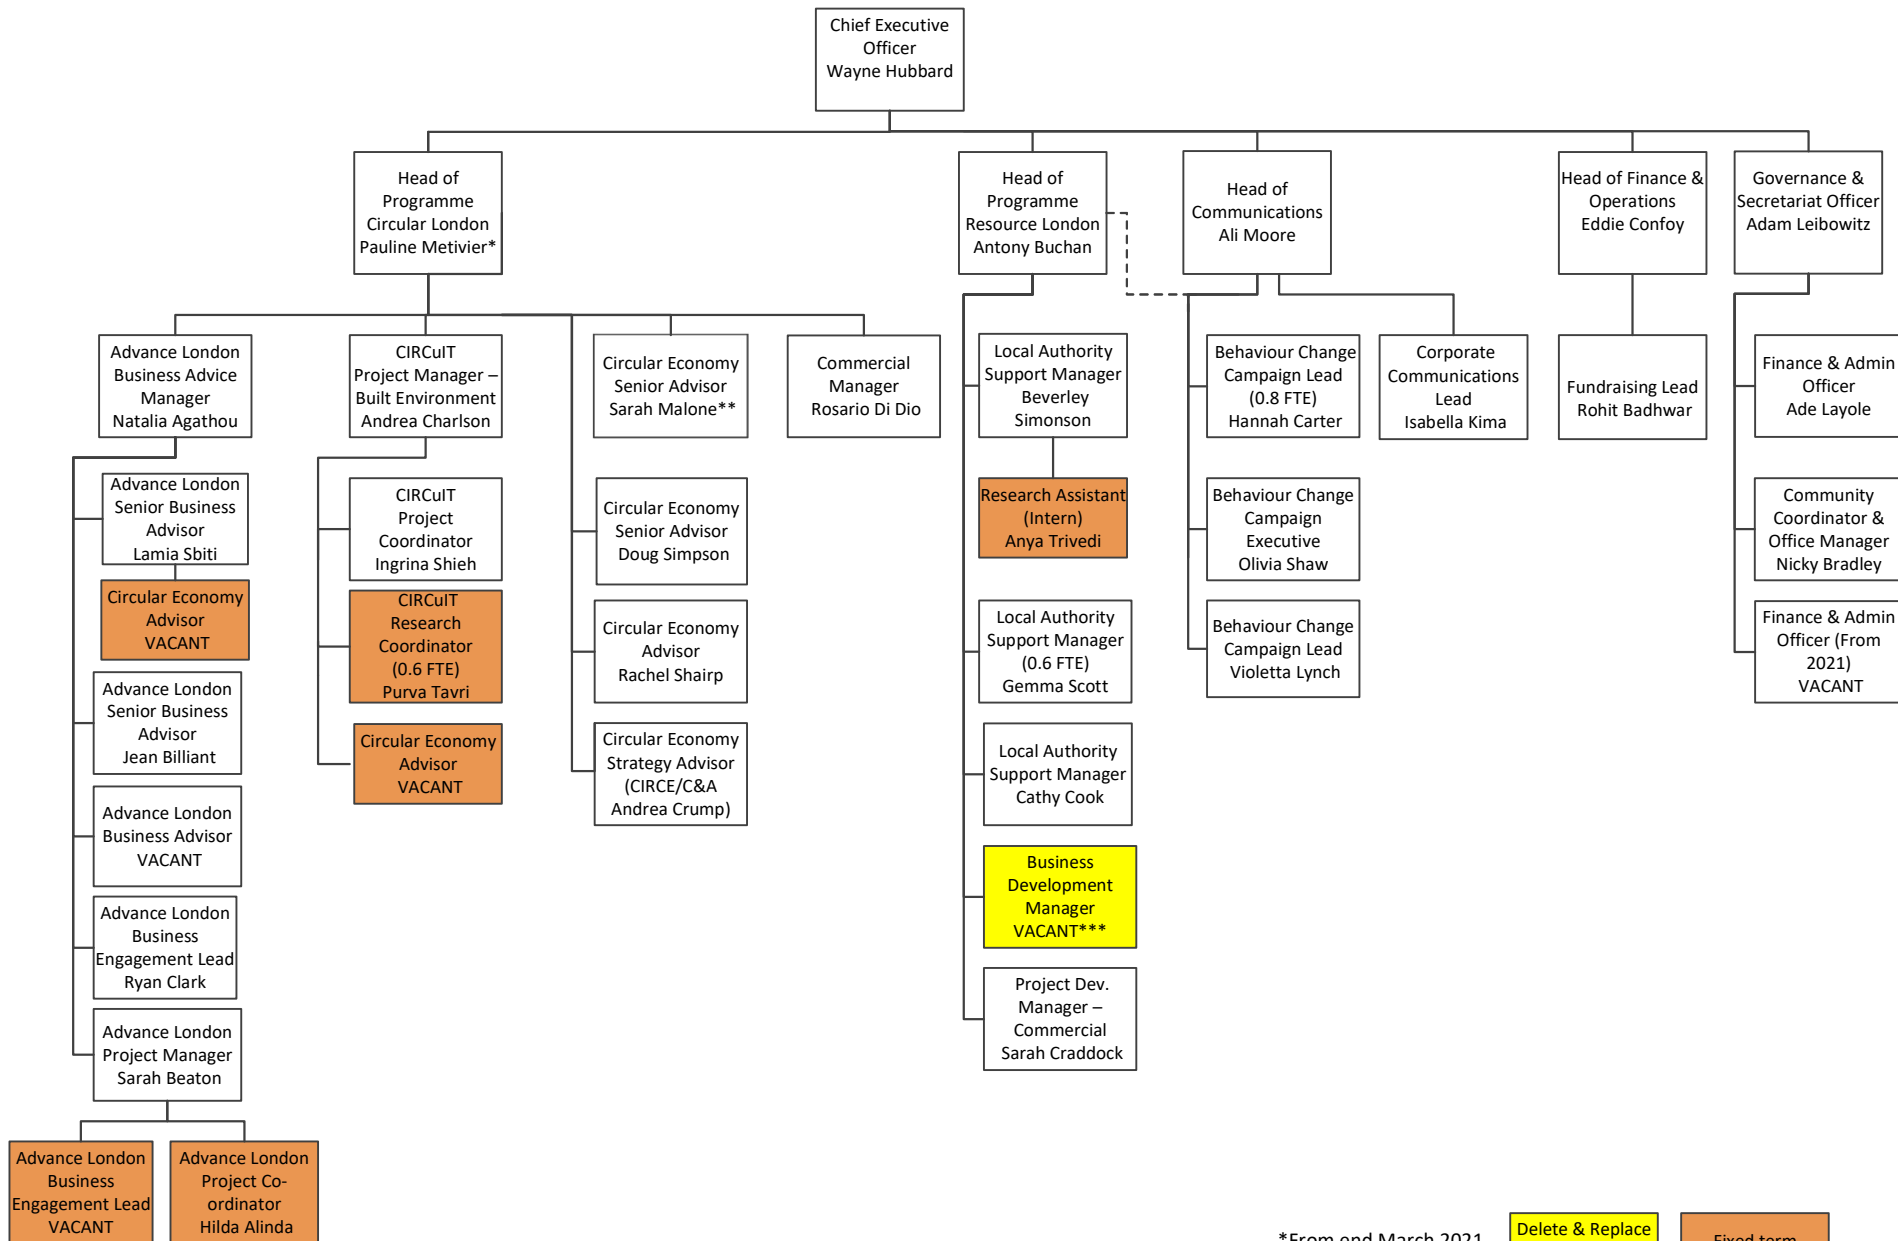 Chief Executive
Officer
Wayne Hubbard
Head of
Programme
Circular London
Pauline Metivier*
Head of
Programme
Resource London
Antony Buchan
Head of
Communications
Ali Moore
Head of Finance &
Operations
Eddie Confoy
Governance &
Secretariat Officer
Adam Leibowitz
Advance London
Business Advice
Manager
Natalia Agathou
CIRCuIT
Project Manager –
Built Environment
Andrea Charlson
Circular Economy
Senior Advisor
Sarah Malone**
Commercial
Manager
Rosario Di Dio
Local Authority
Support Manager
Beverley
Simonson
Behaviour Change
Campaign Lead
(0.8 FTE)
Hannah Carter
Corporate
Communications
Lead
Isabella Kima
Fundraising Lead
Rohit Badhwar
Finance & Admin
Officer
Ade Layole
Advance London
Senior Business
Advisor
Lamia Sbiti
CIRCuIT
Project
Coordinator
Ingrina Shieh
Circular Economy
Senior Advisor
Doug Simpson
Research Assistant
(Intern)
Anya Trivedi
Behaviour Change
Campaign
Executive
Olivia Shaw
Community
Coordinator &
Office Manager
Nicky Bradley
Circular Economy
Advisor
VACANT
CIRCuIT
Research
Coordinator
(0.6 FTE)
Purva Tavri
Circular Economy
Advisor
Rachel Shairp
Local Authority
Support Manager
(0.6 FTE)
Gemma Scott
Behaviour Change
Campaign Lead
Violetta Lynch
Finance & Admin
Officer (From
2021)
VACANT
Advance London
Senior Business
Advisor
Jean Billiant
Circular Economy
Advisor
VACANT
Circular Economy
Strategy Advisor
(CIRCE/C&A
Andrea Crump)
Local Authority
Support Manager
Cathy Cook
Advance London
Business Advisor
VACANT
Business
Development
Manager
VACANT***
Advance London
Business
Engagement Lead
Ryan Clark
Project Dev.
Manager –
Commercial
Sarah Craddock
Advance London
Project Manager
Sarah Beaton
Advance London
Business
Engagement Lead
VACANT
Advance London
Project Co-
ordinator
Hilda Alinda
*From end March 2021
Delete & Replace
Fixed term